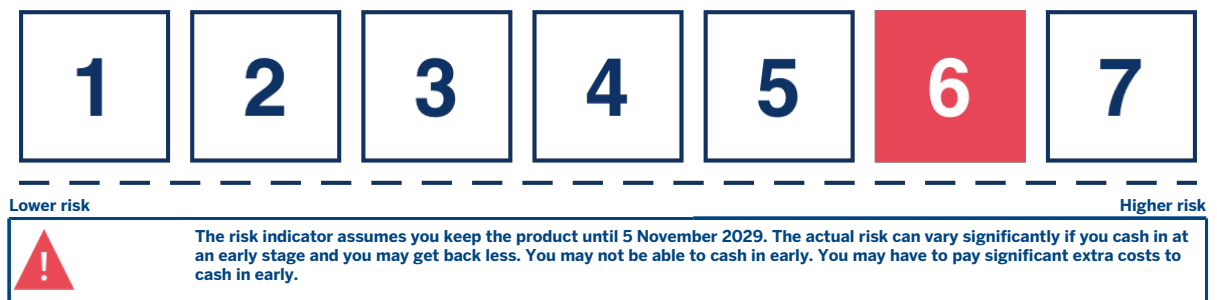 1 2 3 4 5 6 7
Lower risk Higher risk
!
The risk indicator assumes you keep the product until 5 November 2029. The actual risk can vary significantly if you cash in at
an early stage and you may get back less. You may not be able to cash in early. You may have to pay significant extra costs to
cash in early.